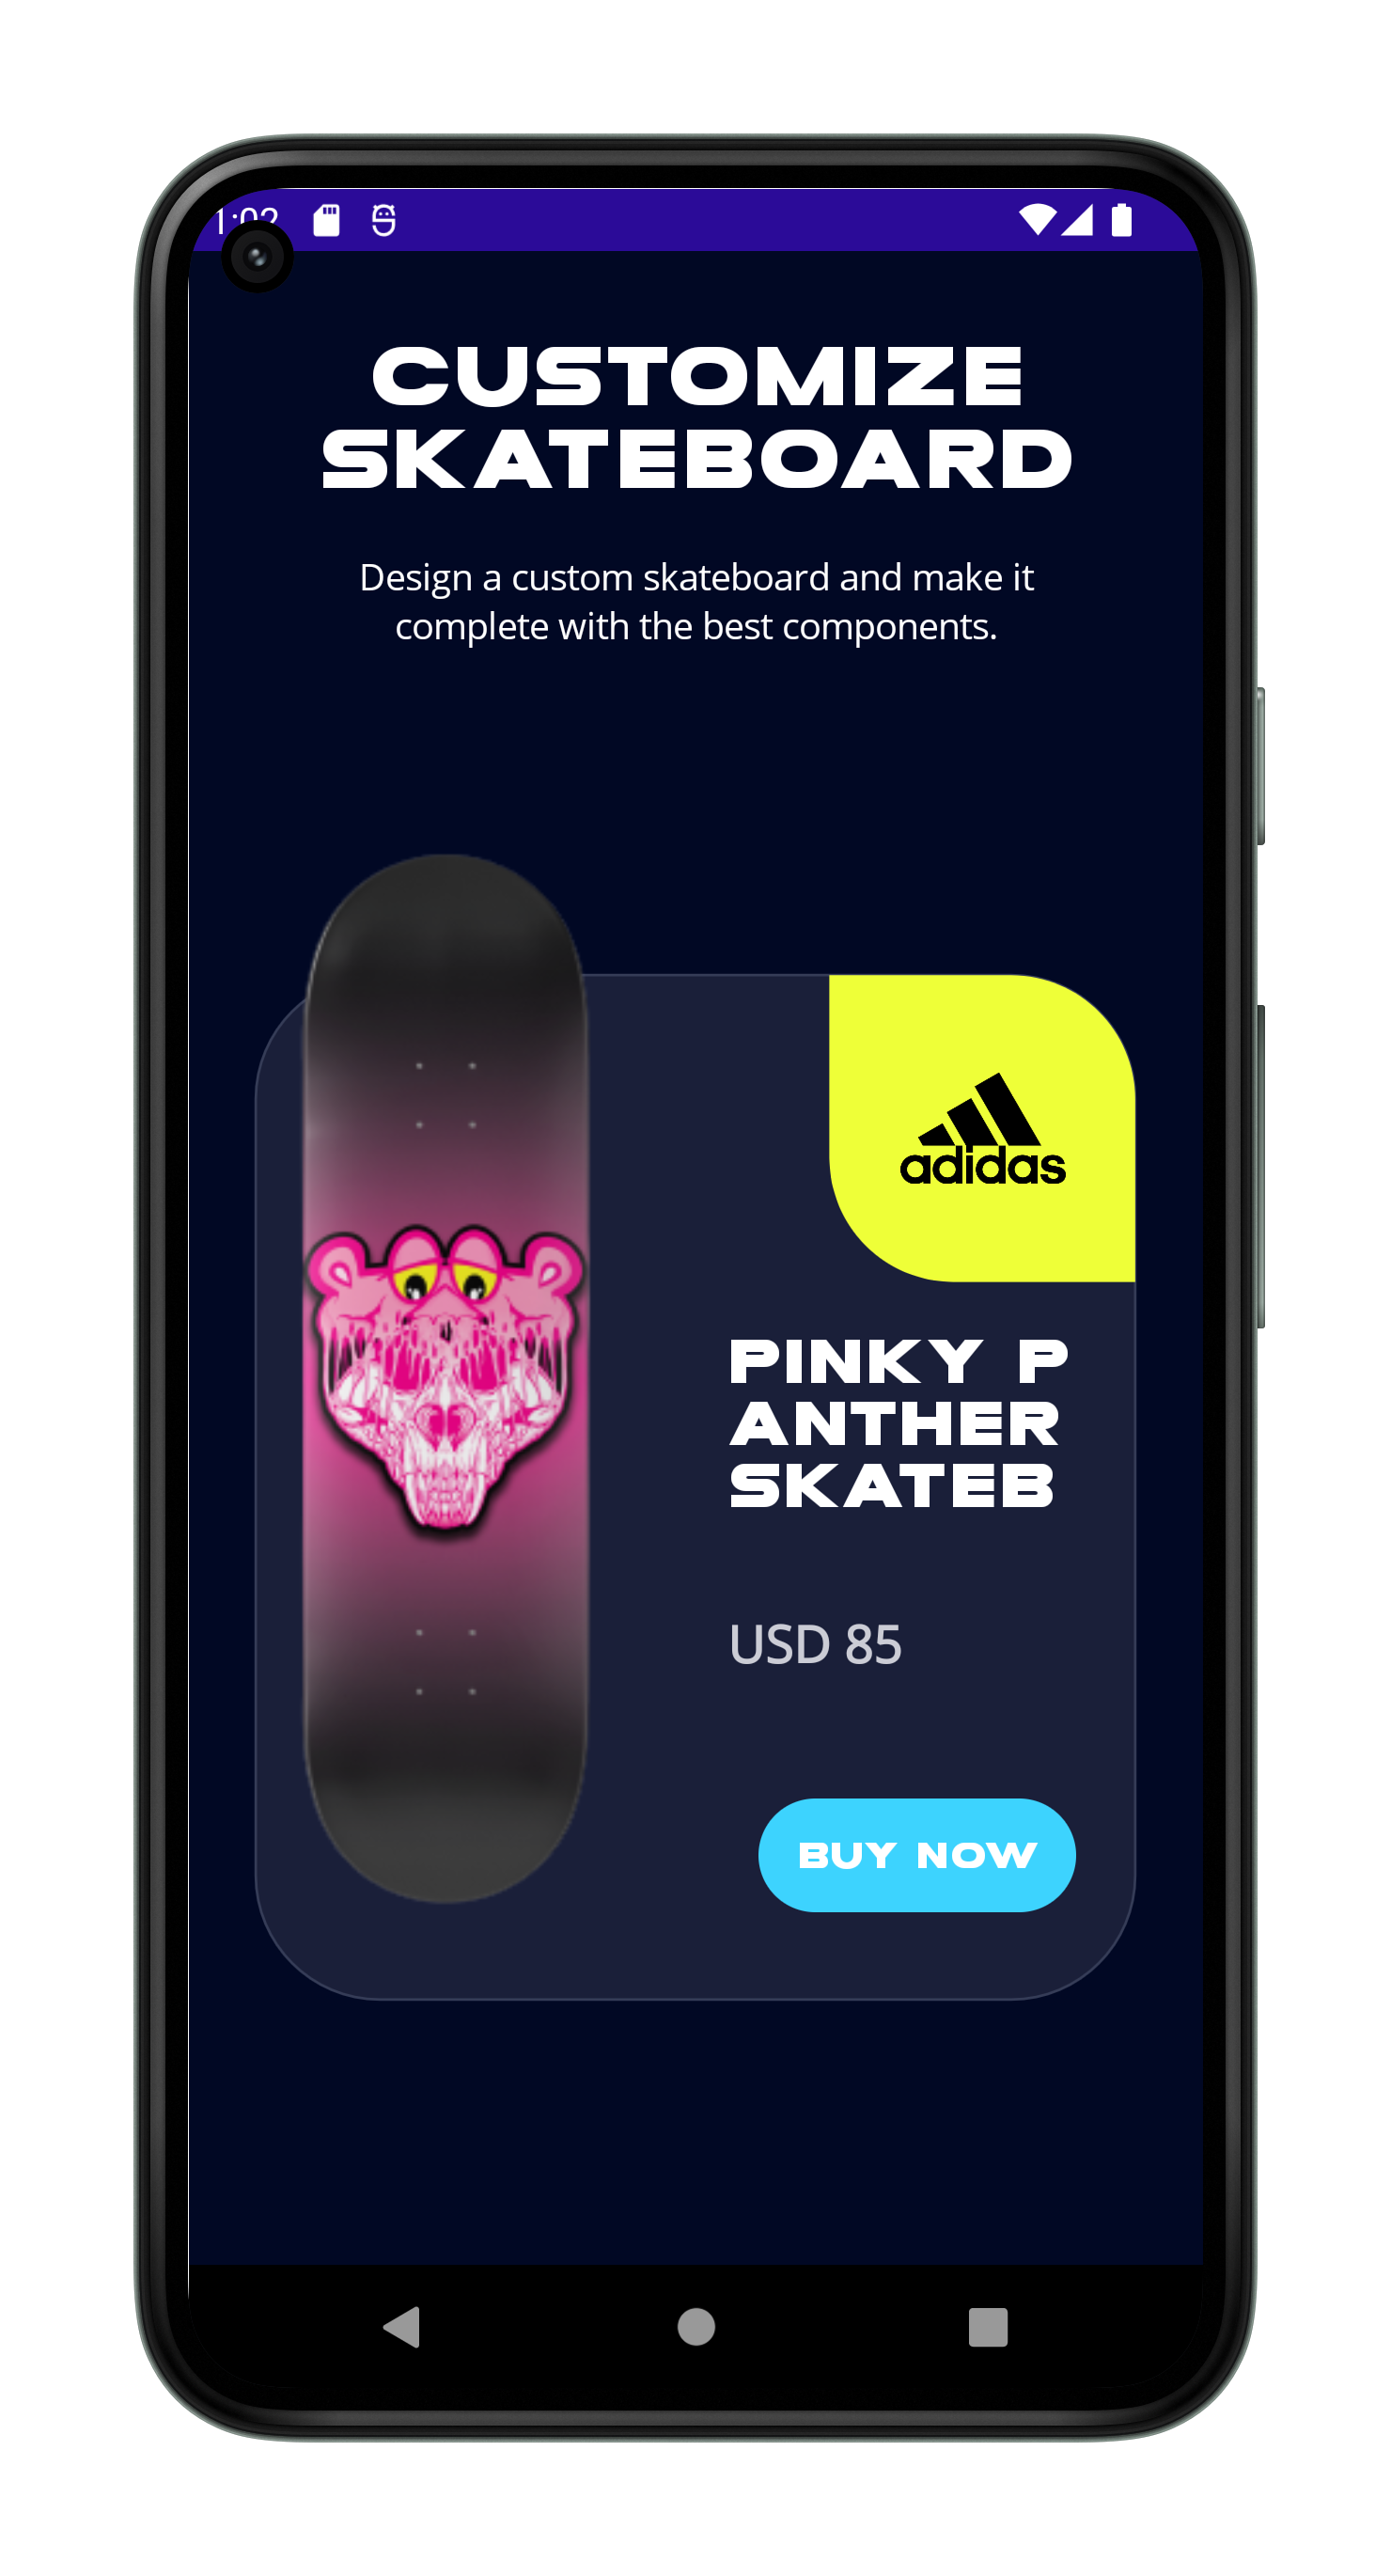 1:02
CUSTOMIZE
SKATEBOARD
Design a custom skateboard and make it
complete with the best components.
adidas
PINKY P
ANTHER
SKATEB
USD 85
BUY NOW